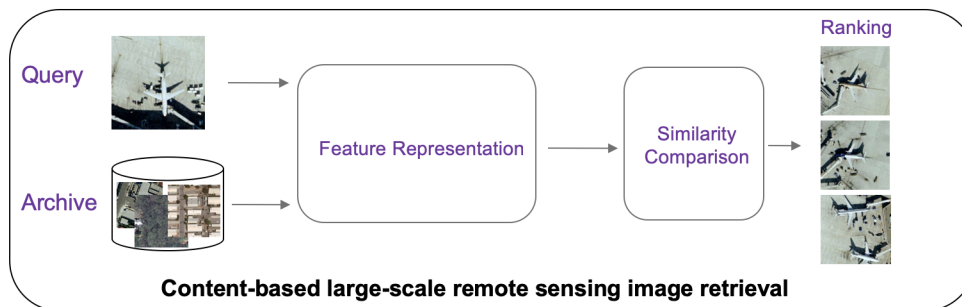 Ranking
Query
Feature Representation
Similarity
Comparison
Archive
Content-based large-scale remote sensing image retrieval